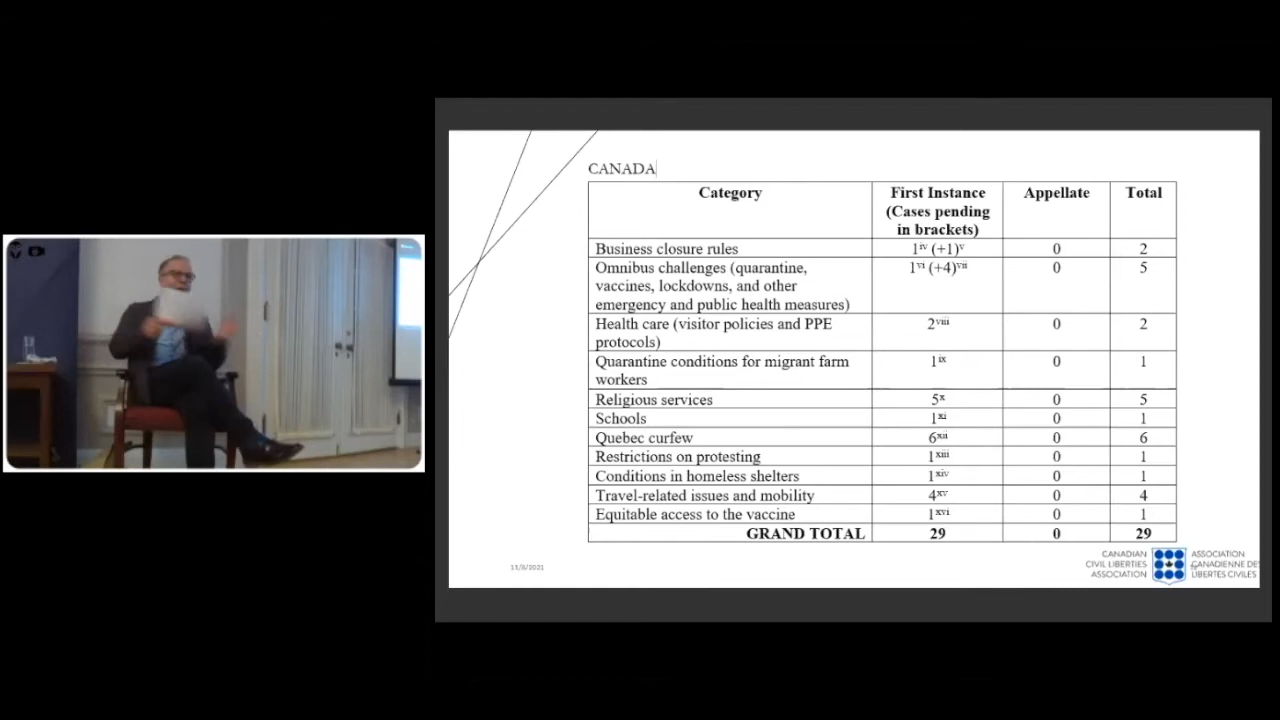 CANADA
Category First Instance (Cases pending in brackets) Appellate Total
Business closure rules 1ⁱᵛ (+1)ᵛ 0 2
Omnibus challenges (quarantine, vaccines, lockdowns, and other emergency and public health measures) 1ᵛⁱ (+4)ᵛⁱⁱ 0 5
Health care (visitor policies and PPE protocols) 2ᵛⁱⁱⁱ 0 2
Quarantine conditions for migrant farm workers 1ⁱˣ 0 1
Religious services 5ˣ 0 5
Schools 1ˣⁱ 0 1
Quebec curfew 6ˣⁱⁱ 0 6
Restrictions on protesting 1ˣⁱⁱⁱ 0 1
Conditions in homeless shelters 1ˣⁱᵛ 0 1
Travel-related issues and mobility 4ˣᵛ 0 4
Equitable access to the vaccine 1ˣᵛⁱ 0 1
GRAND TOTAL 29 0 29
CANADIAN
CIVIL LIBERTIES
ASSOCIATION
ASSOCIATION
CANADIENNE DES
LIBERTES CIVILES